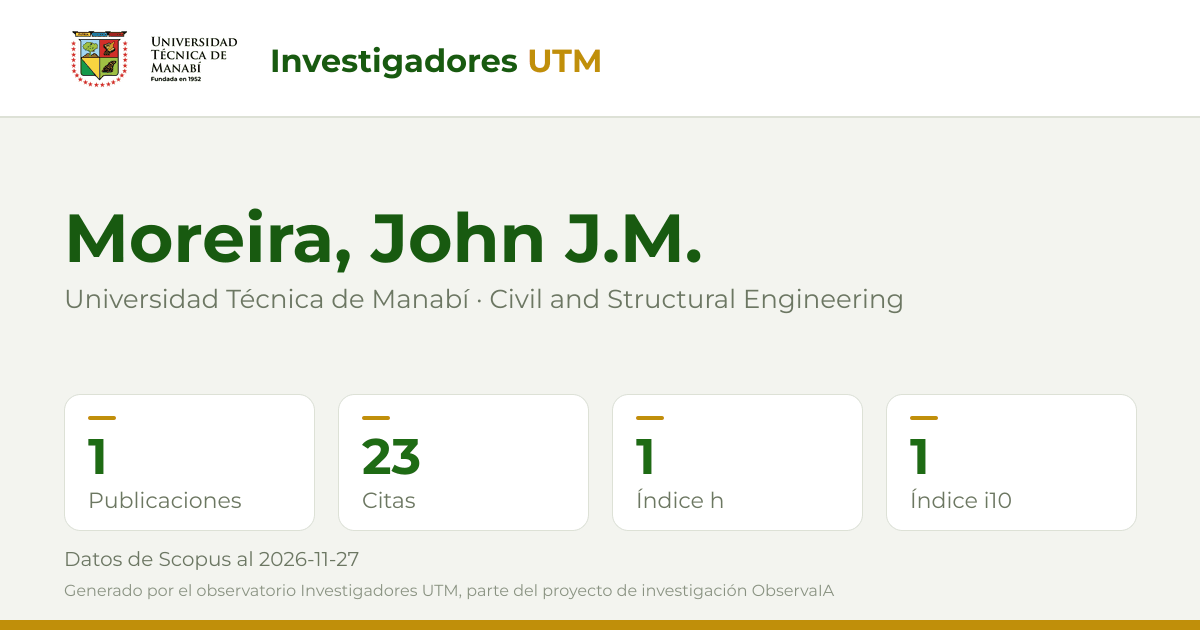 UNIVERSIDAD
TÉCNICA DE
MANABÍ
Fundada en 1952
Investigadores UTM
Moreira, John J.M.
Universidad Técnica de Manabí · Civil and Structural Engineering
1
Publicaciones
23
Citas
1
Índice h
1
Índice i10
Datos de Scopus al 2026-11-27
Generado por el observatorio Investigadores UTM, parte del proyecto de investigación ObservaIA